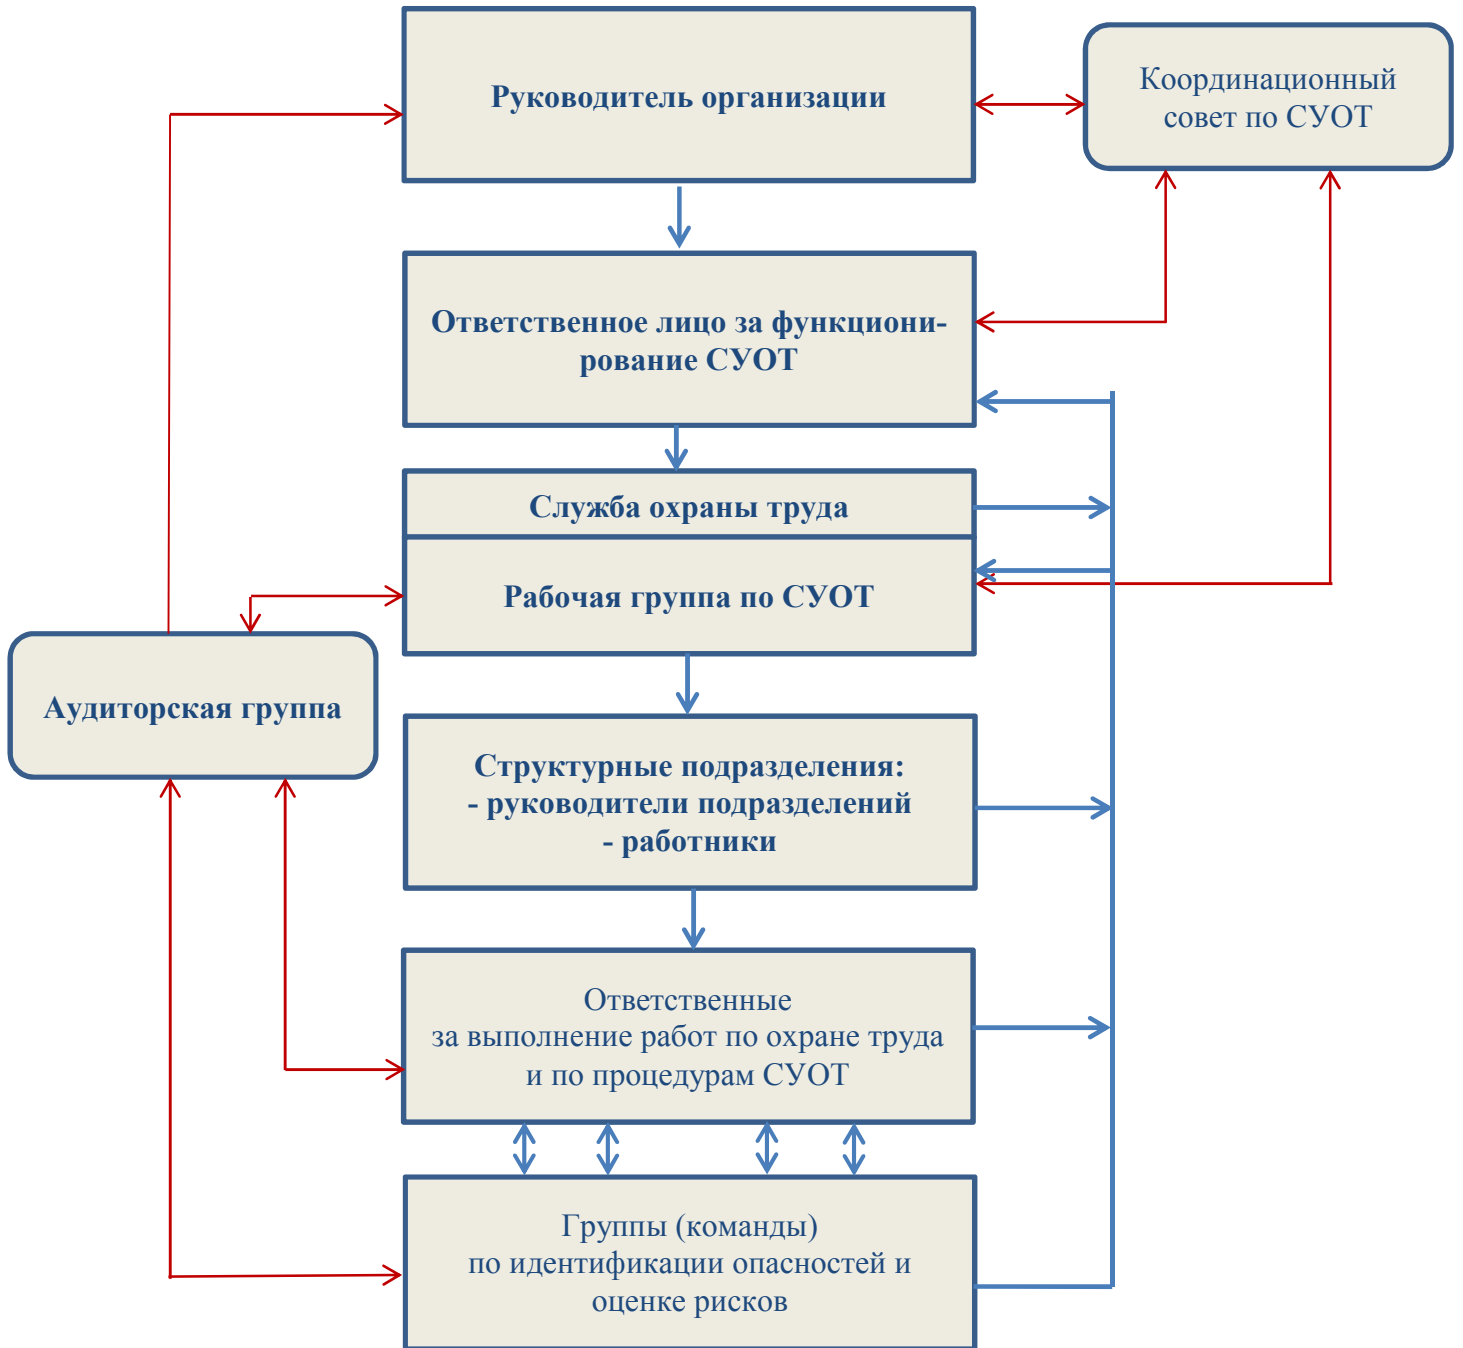 Руководитель организации
Координационный
совет по СУОТ
Ответственное лицо за функциони-
рование СУОТ
Служба охраны труда
Рабочая группа по СУОТ
Аудиторская группа
Структурные подразделения:
- руководители подразделений
- работники
Ответственные
за выполнение работ по охране труда
и по процедурам СУОТ
Группы (команды)
по идентификации опасностей и
оценке рисков